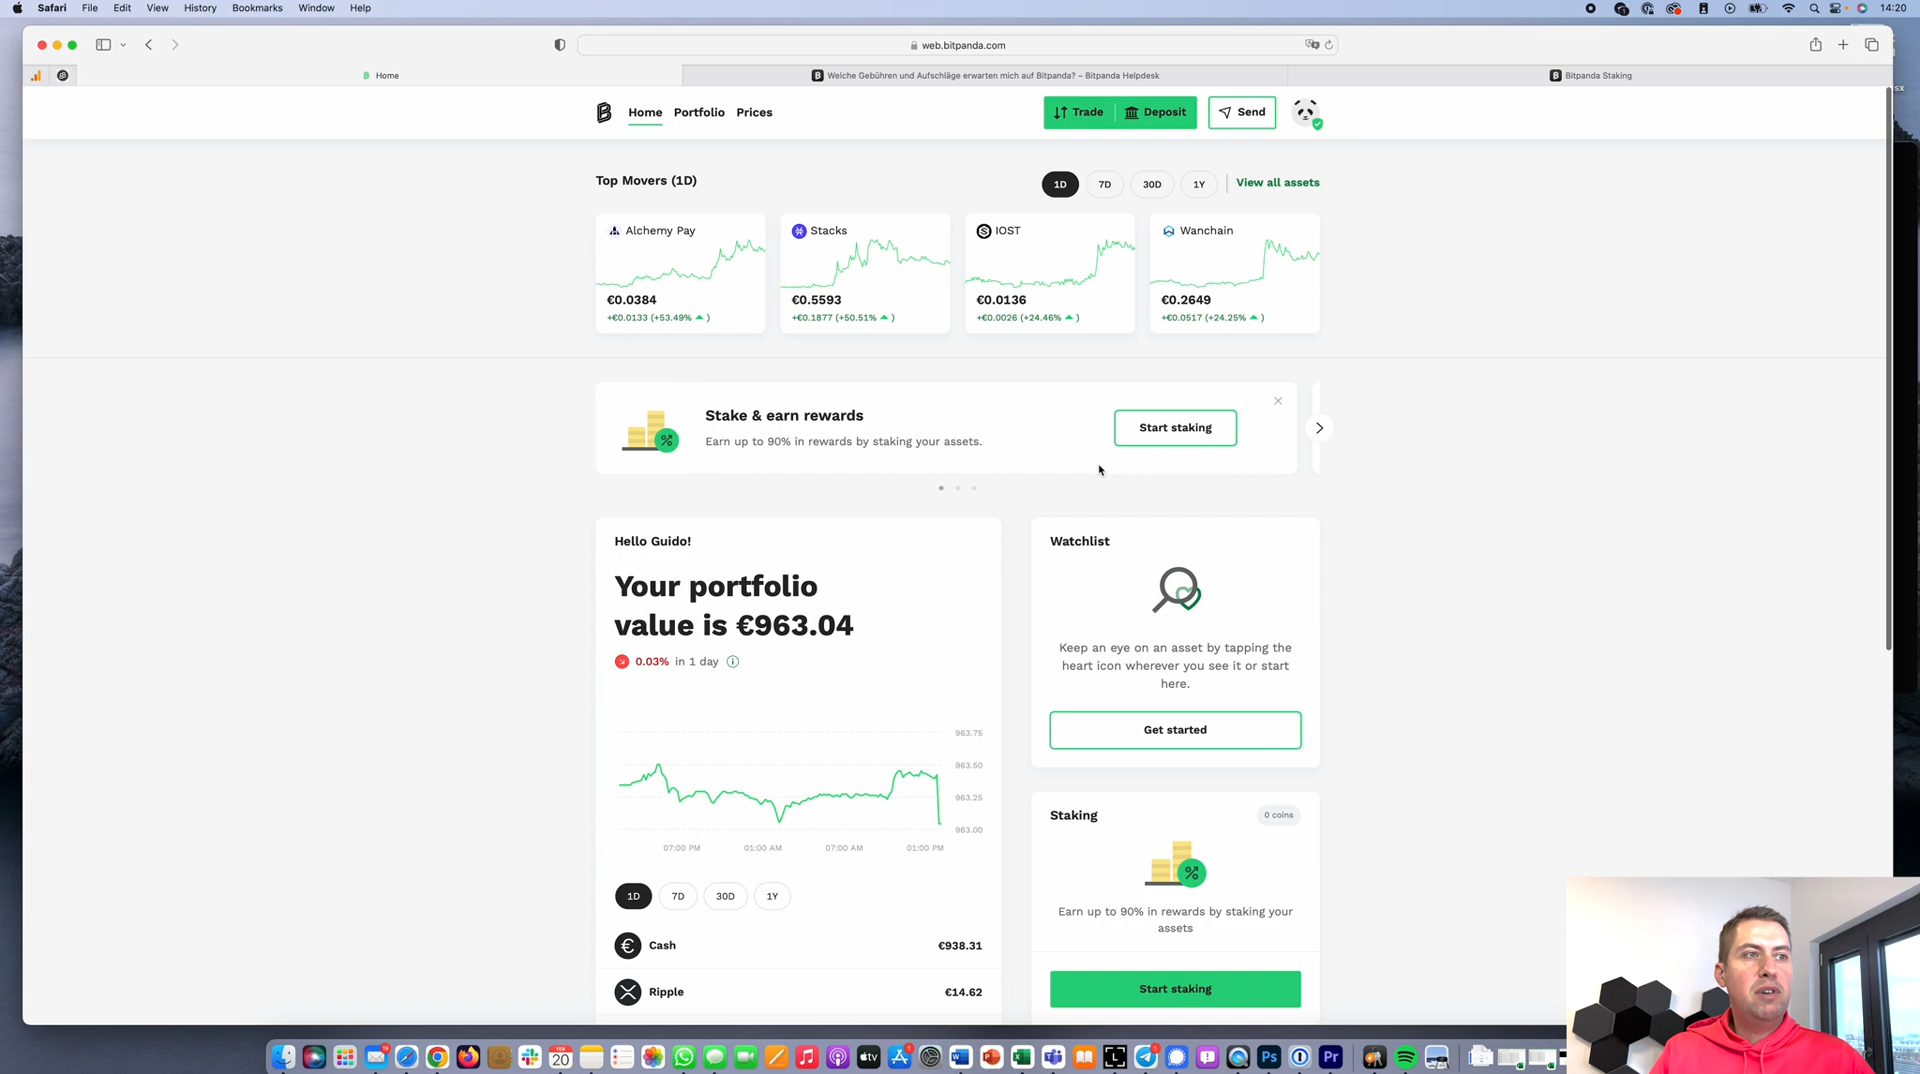 Safari File Edit View History Bookmarks Window Help 14:20
web.bitpanda.com
Home
Welche Gebühren und Aufschläge erwarten mich auf Bitpanda? – Bitpanda Helpdesk
Bitpanda Staking
Home Portfolio Prices Trade Deposit Send
Top Movers (1D) 1D 7D 30D 1Y View all assets
Alchemy Pay
€0.0384
+€0.0133 (+53.49% )
Stacks
€0.5593
+€0.1877 (+50.51% )
IOST
€0.0136
+€0.0026 (+24.46% )
Wanchain
€0.2649
+€0.0517 (+24.25% )
Stake & earn rewards
Earn up to 90% in rewards by staking your assets.
Start staking
Hello Guido!
Your portfolio
value is €963.04
0.03% in 1 day
963.75
963.50
963.25
963.00
07:00 PM 01:00 AM 07:00 AM 01:00 PM
1D 7D 30D 1Y
Cash €938.31
Ripple €14.62
Watchlist
Keep an eye on an asset by tapping the
heart icon wherever you see it or start
here.
Get started
Staking 0 coins
Earn up to 90% in rewards by staking your
assets
Start staking
FEB
20